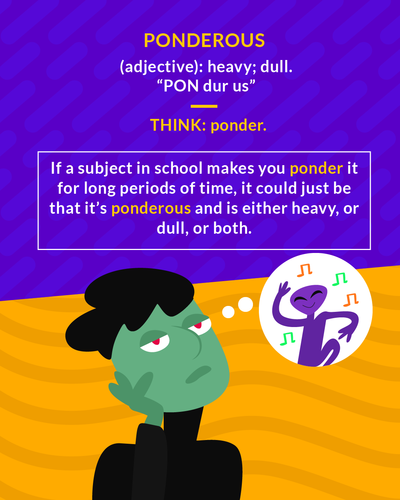 PONDEROUS
(adjective): heavy; dull.
“PON dur us”
THINK: ponder.
If a subject in school makes you ponder it
for long periods of time, it could just be
that it’s ponderous and is either heavy, or
dull, or both.